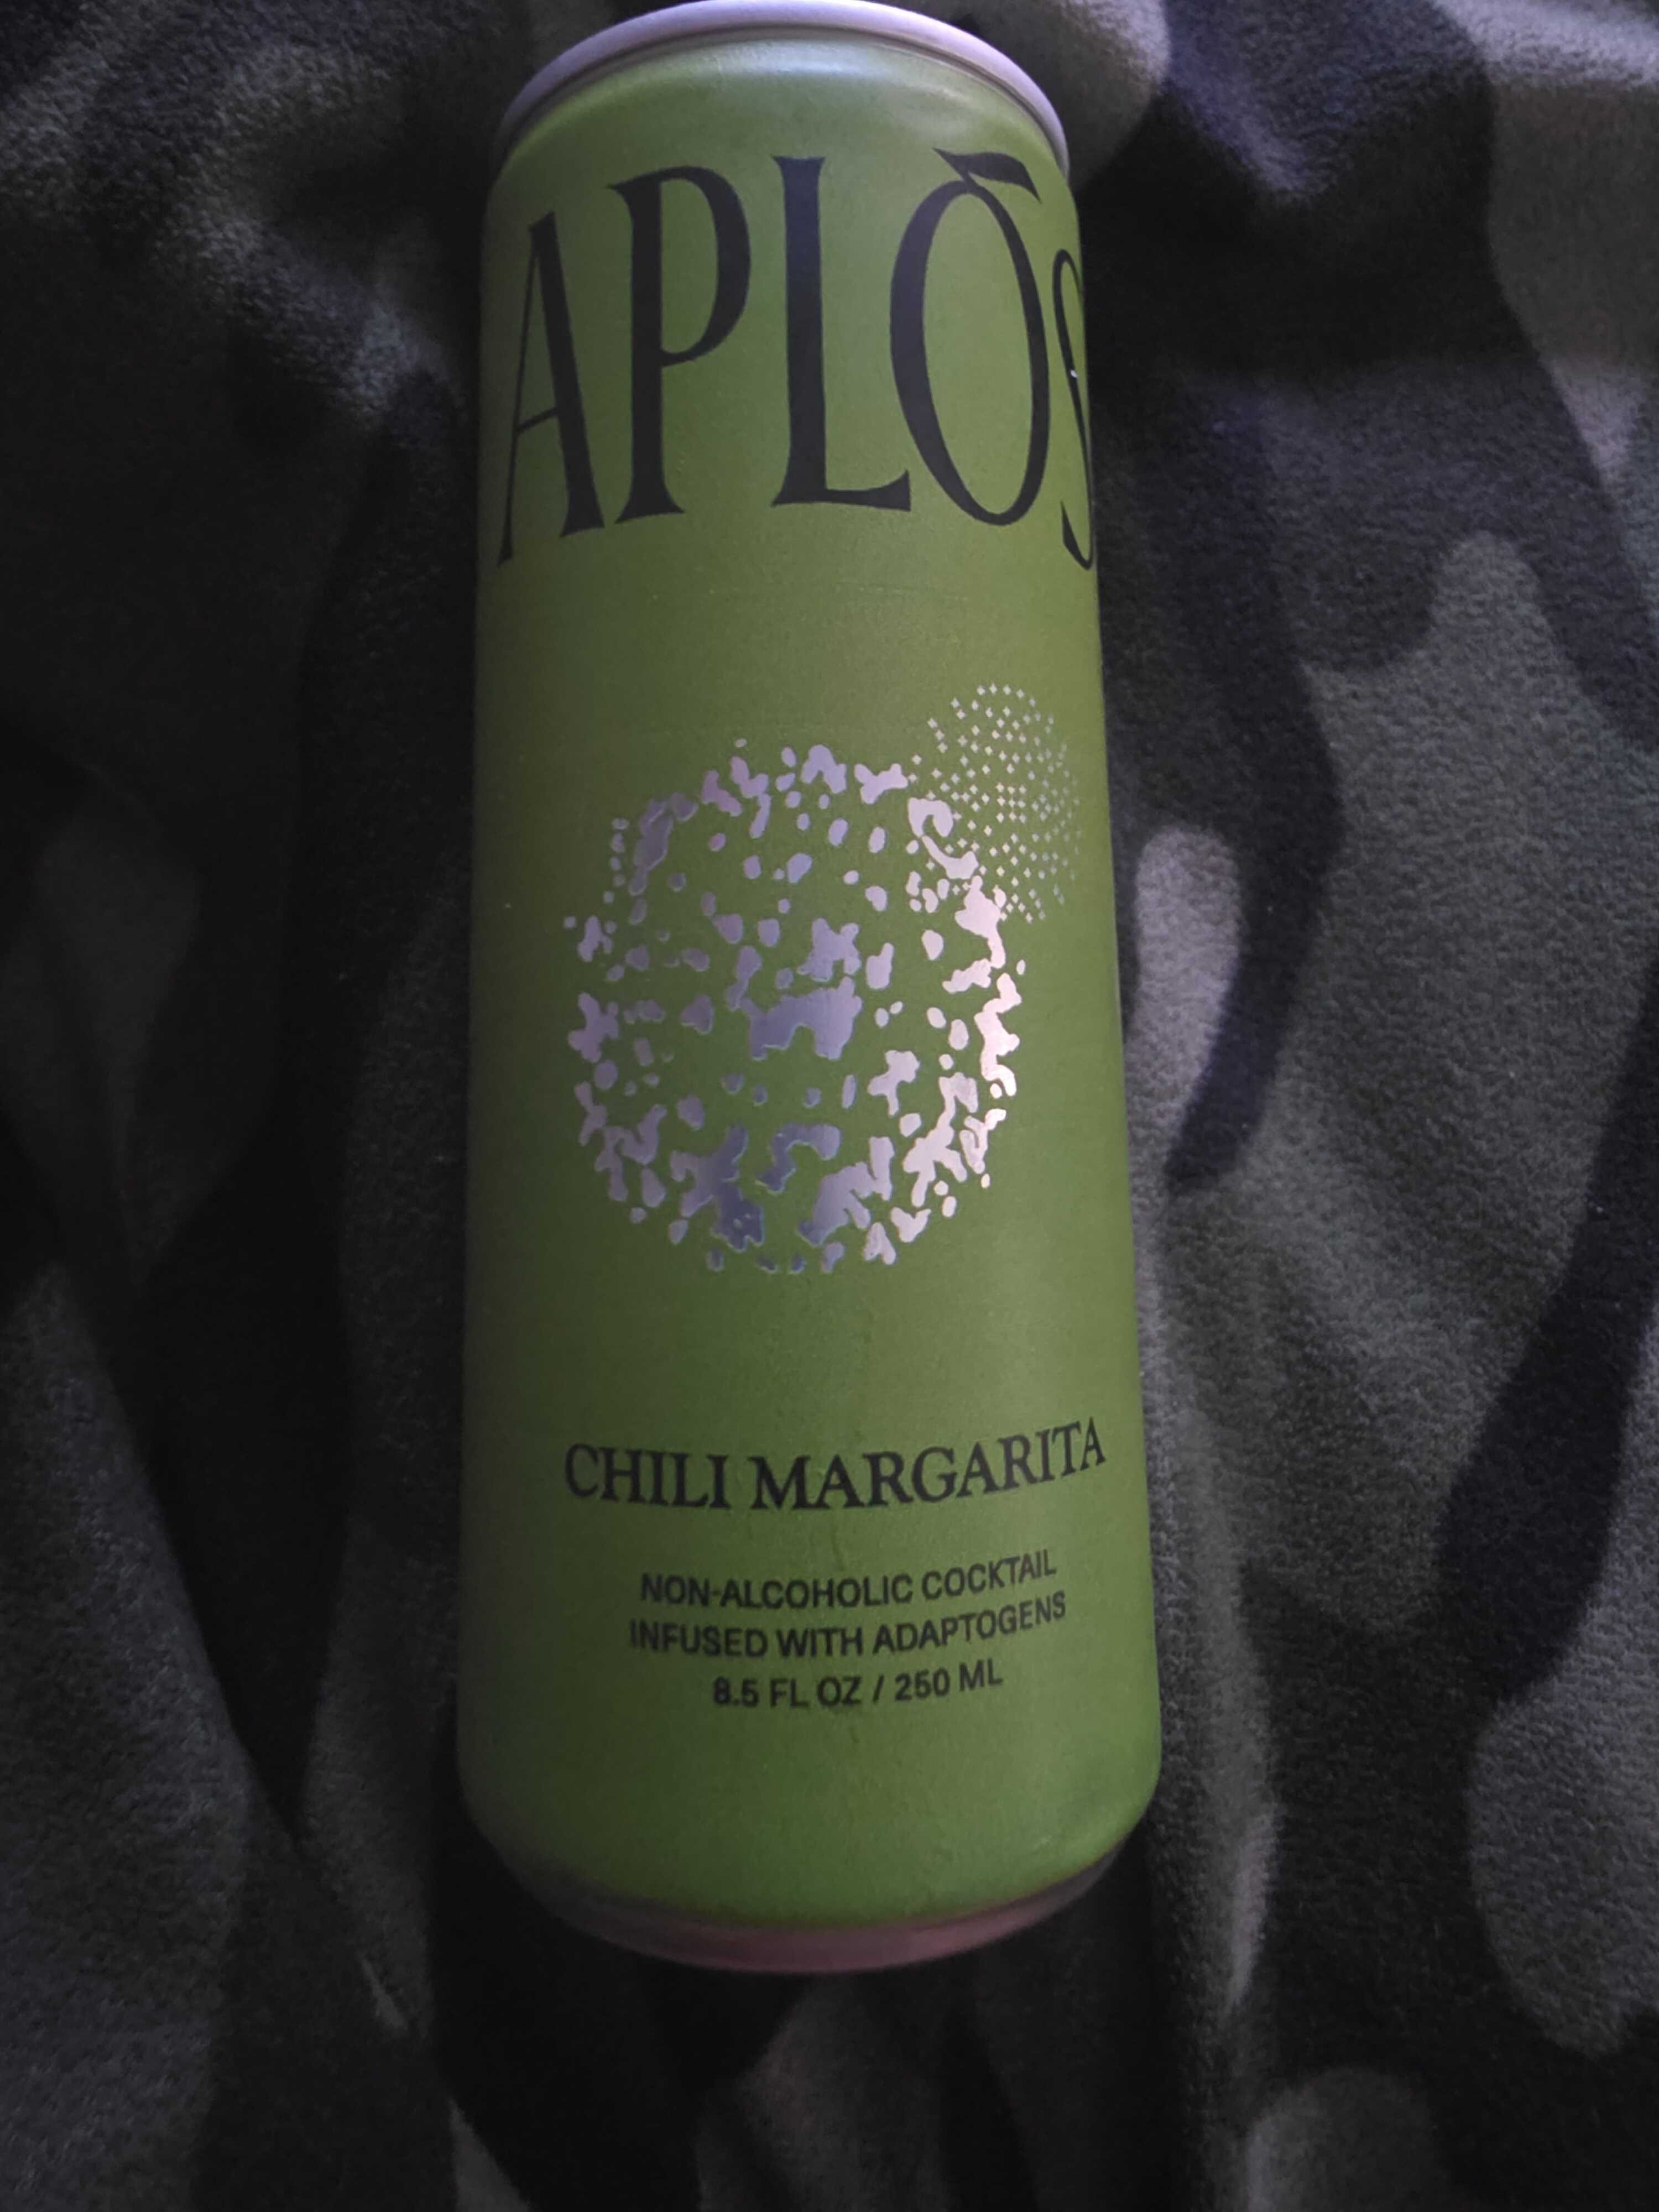 APLŌS
CHILI MARGARITA
NON-ALCOHOLIC COCKTAIL
INFUSED WITH ADAPTOGENS
8.5 FL OZ / 250 ML